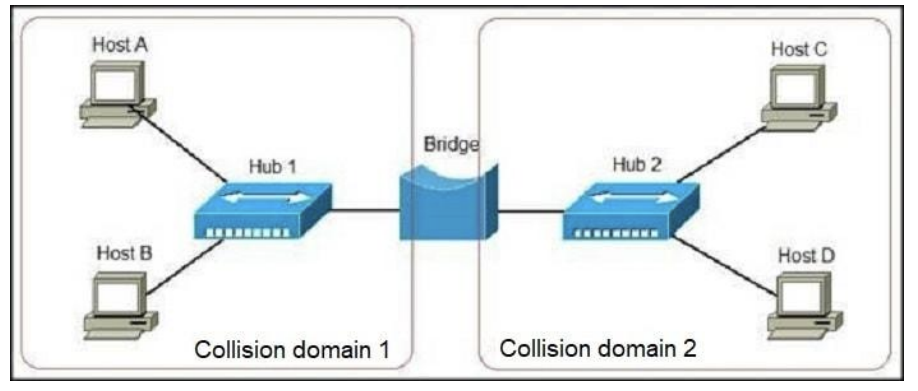 Host A
Host C
Bridge
Hub 1
Hub 2
Host B
Host D
Collision domain 1
Collision domain 2